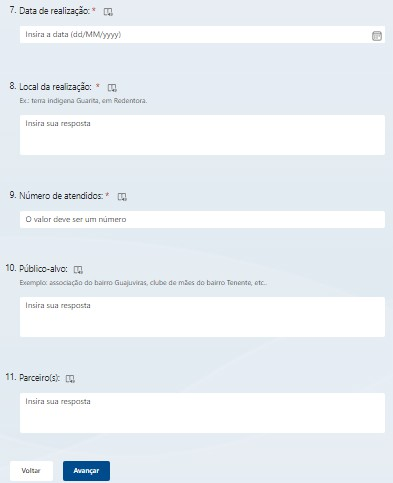 7. Data de realização: *
Insira a data (dd/MM/yyyy)
8. Local da realização: *
Ex.: terra indígena Guarita, em Redentora.
Insira sua resposta
9. Número de atendidos: *
O valor deve ser um número
10. Público-alvo:
Exemplo: associação do bairro Guajuviras, clube de mães do bairro Tenente, etc..
Insira sua resposta
11. Parceiro(s):
Insira sua resposta
Voltar
Avançar